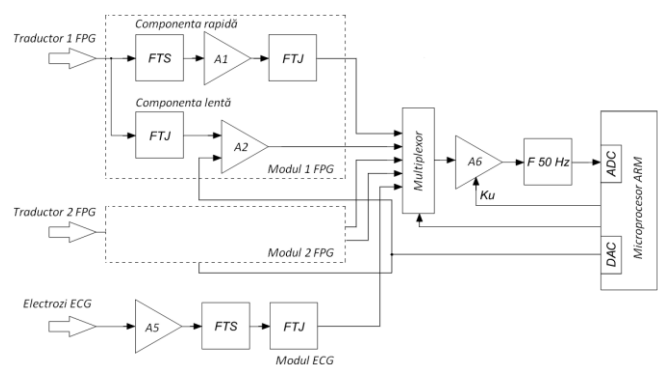 Componenta rapidă
Traductor 1 FPG
FTS
A1
FTJ
Componenta lentă
FTJ
A2
Modul 1 FPG
Multiplexor
A6
Ku
F 50 Hz
ADC
DAC
Microprocesor ARM
Traductor 2 FPG
Modul 2 FPG
Electrozi ECG
A5
FTS
FTJ
Modul ECG